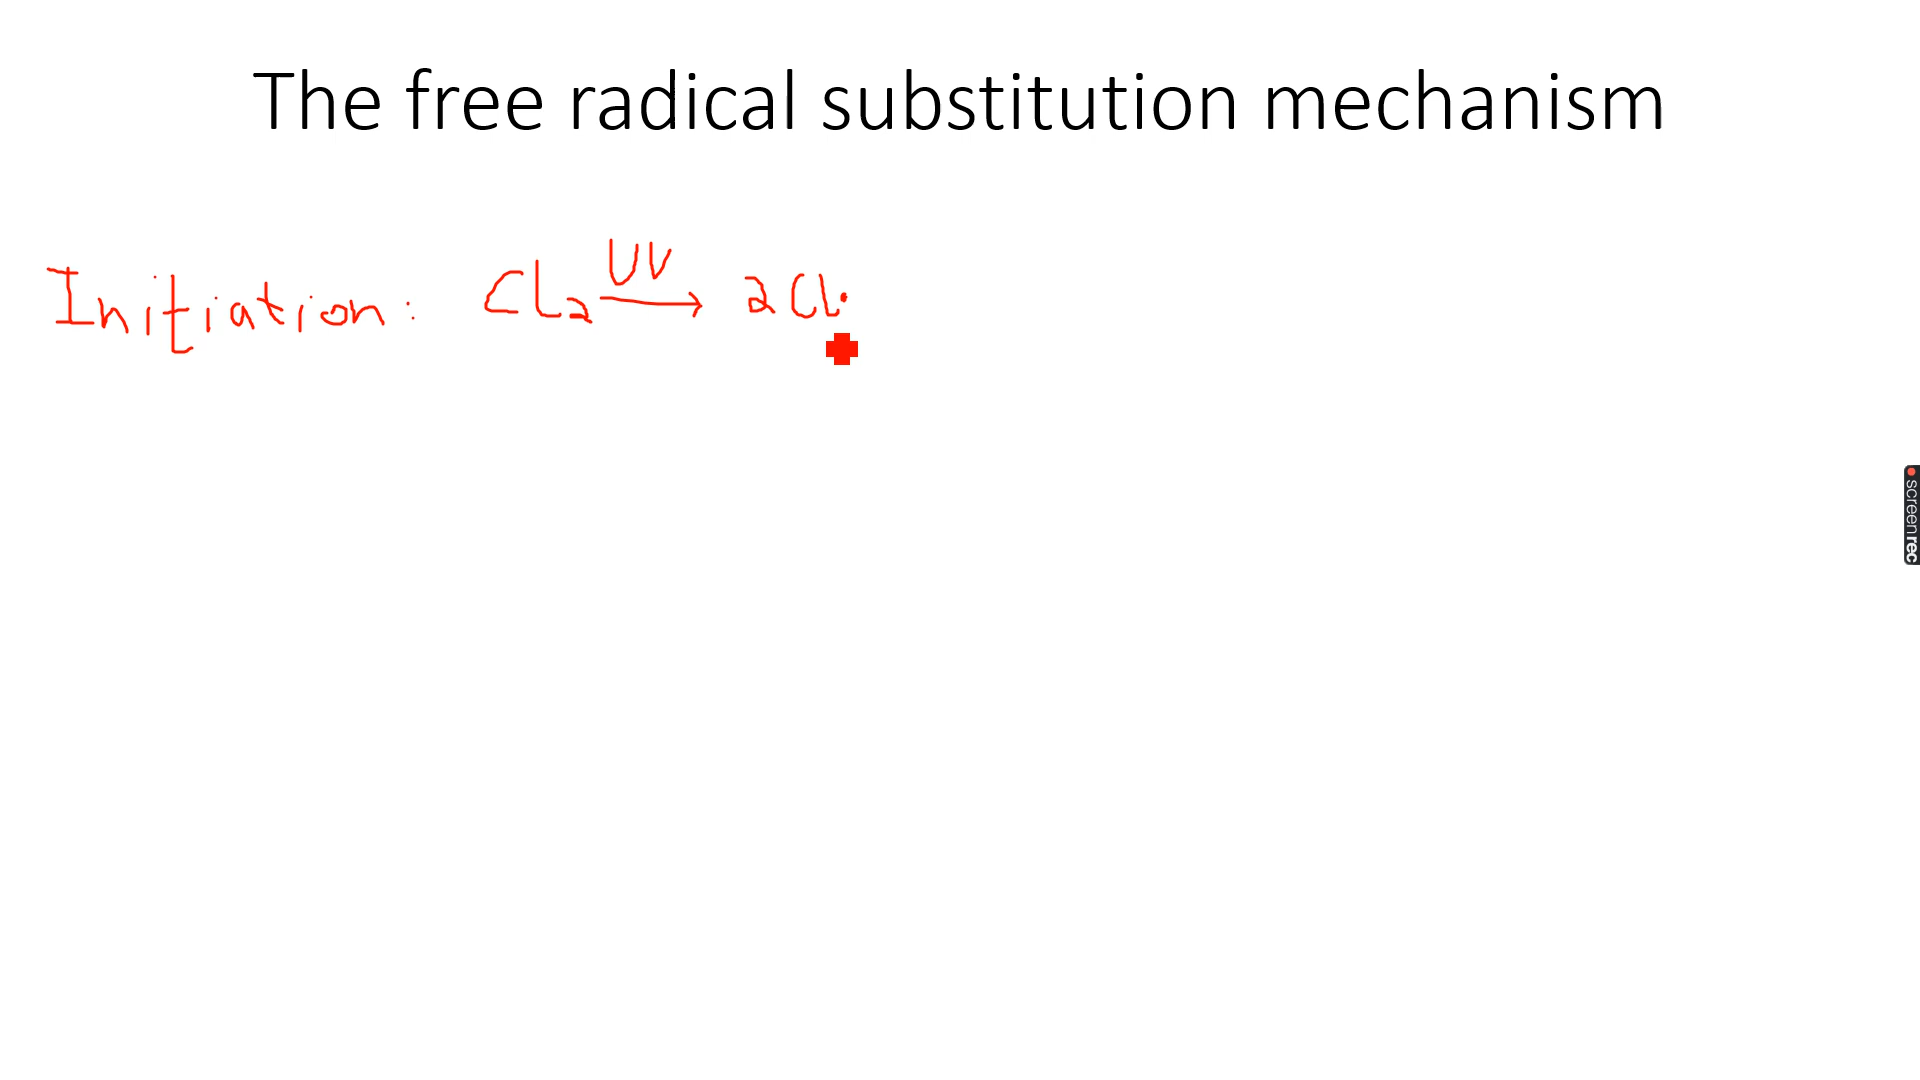 The free radical substitution mechanism
Initiation: Cl₂ UV → 2Cl·
screenrec